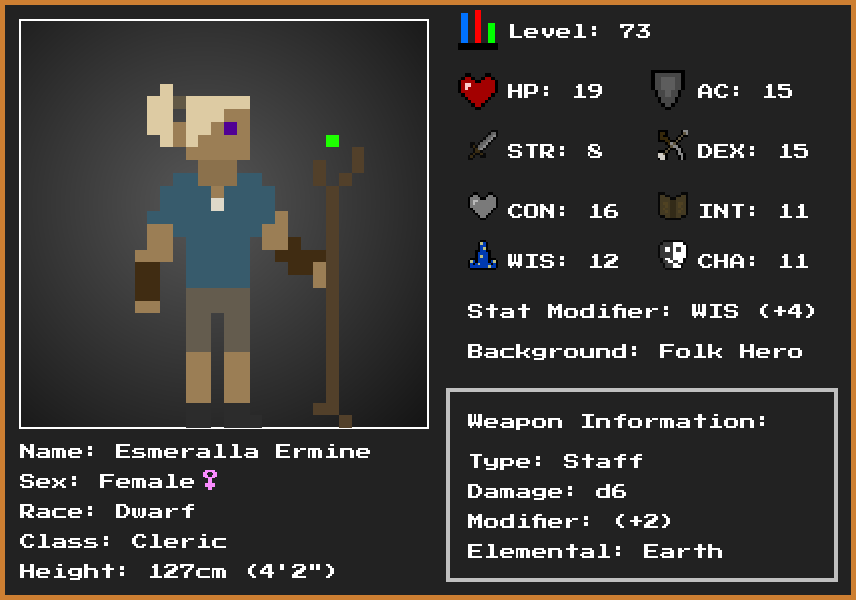 Level: 73
HP: 19
AC: 15
STR: 8
DEX: 15
CON: 16
INT: 11
WIS: 12
CHA: 11
Stat Modifier: WIS (+4)
Background: Folk Hero
Weapon Information:
Type: Staff
Damage: d6
Modifier: (+2)
Elemental: Earth
Name: Esmeralla Ermine
Sex: Female♀
Race: Dwarf
Class: Cleric
Height: 127cm (4'2")